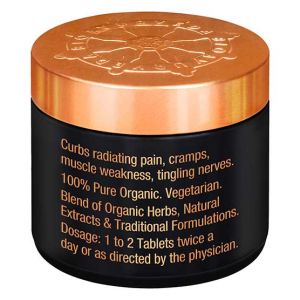 Curbs radiating pain, cramps,
muscle weakness, tingling nerves.
100% Pure Organic. Vegetarian.
Blend of Organic Herbs, Natural
Extracts & Traditional Formulations.
Dosage: 1 to 2 Tablets twice a
day or as directed by the physician.